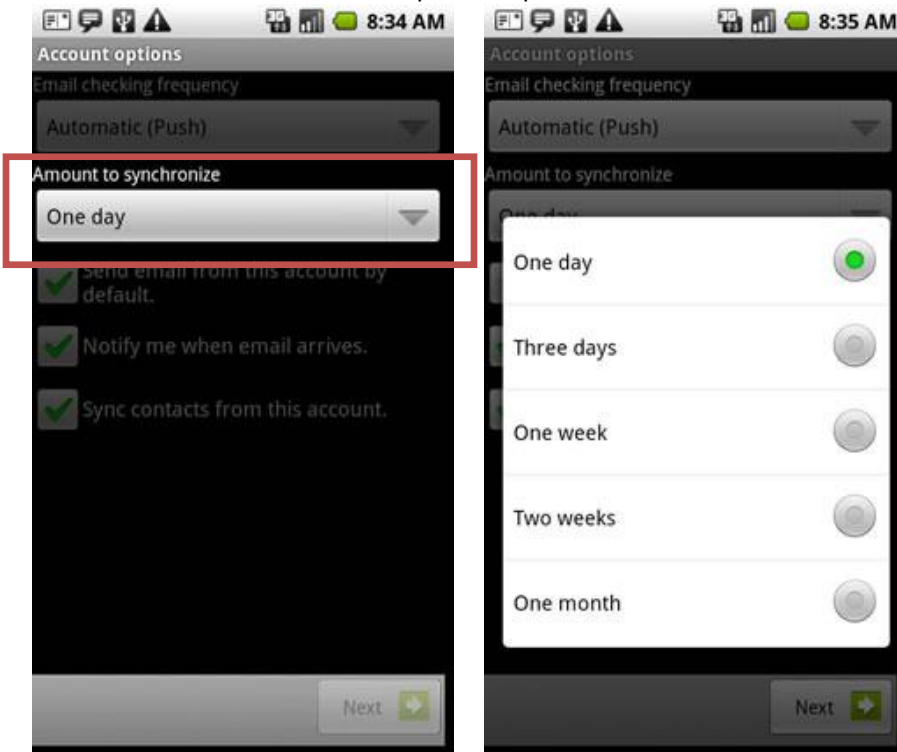 8:34 AM
Account options
Email checking frequency
Automatic (Push)
Amount to synchronize
One day
Send email from this account by
default.
Notify me when email arrives.
Sync contacts from this account.
Next
8:35 AM
Account options
Email checking frequency
Automatic (Push)
Amount to synchronize
One day
One day
Three days
One week
Two weeks
One month
Next